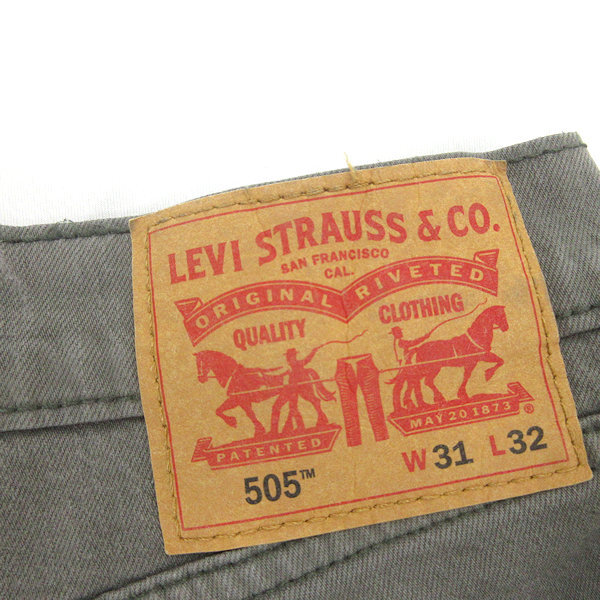 LEVI STRAUSS & CO.
SAN FRANCISCO
CAL.
ORIGINAL RIVETED
QUALITY CLOTHING
PATENTED MAY 20 1873 ®
505™ W 31 L 32